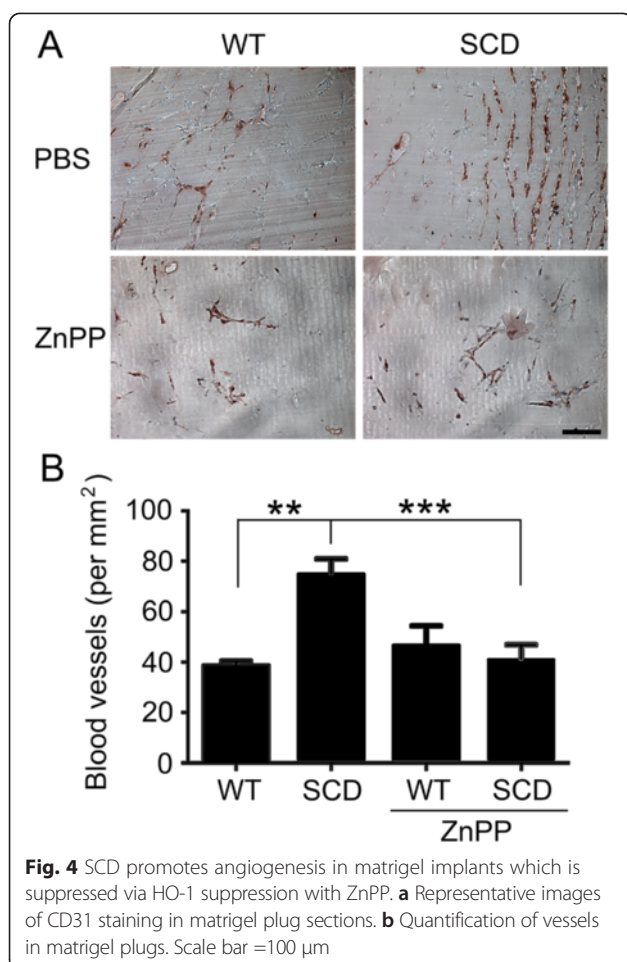 A
WT SCD
PBS
ZnPP
B
Blood vessels (per mm²)
100
80
60
40
20
0
** ***
WT SCD WT SCD
ZnPP
Fig. 4 SCD promotes angiogenesis in matrigel implants which is
suppressed via HO-1 suppression with ZnPP. a Representative images
of CD31 staining in matrigel plug sections. b Quantification of vessels
in matrigel plugs. Scale bar =100 μm